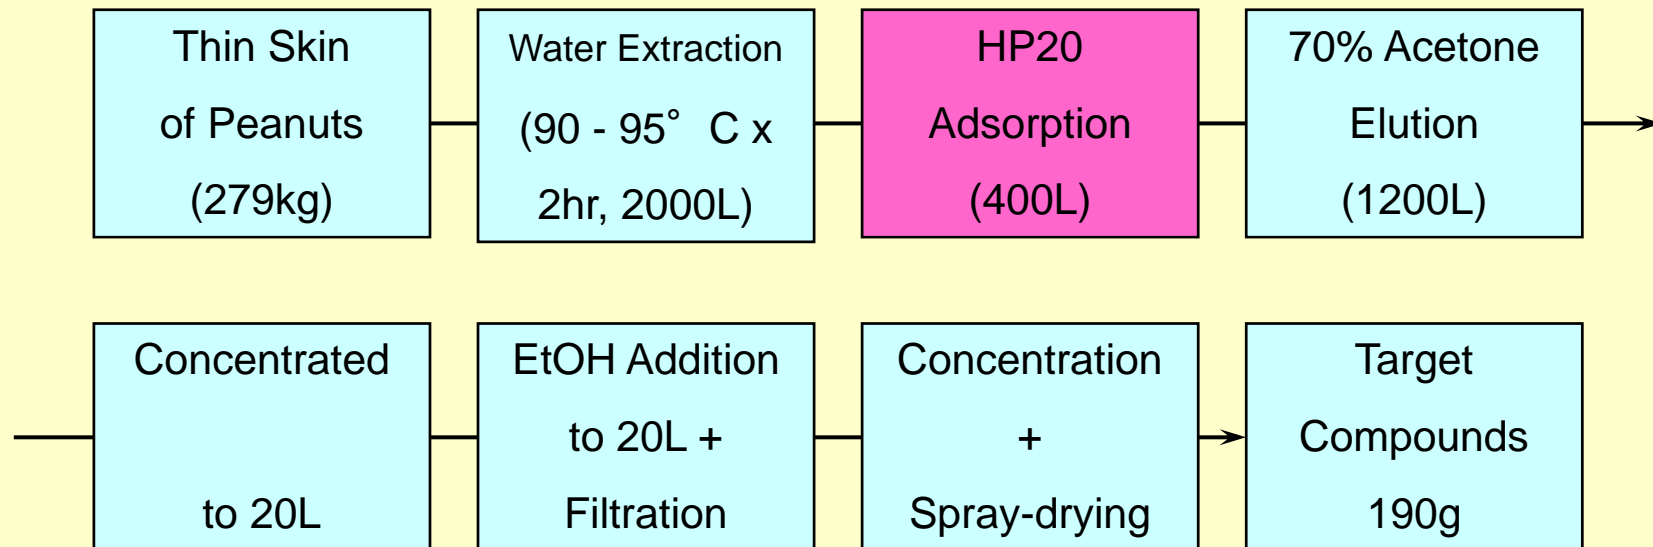 Thin Skin
of Peanuts
(279kg)
Water Extraction
(90 - 95° C x
2hr, 2000L)
HP20
Adsorption
(400L)
70% Acetone
Elution
(1200L)
Concentrated
to 20L
EtOH Addition
to 20L +
Filtration
Concentration
+
Spray-drying
Target
Compounds
190g